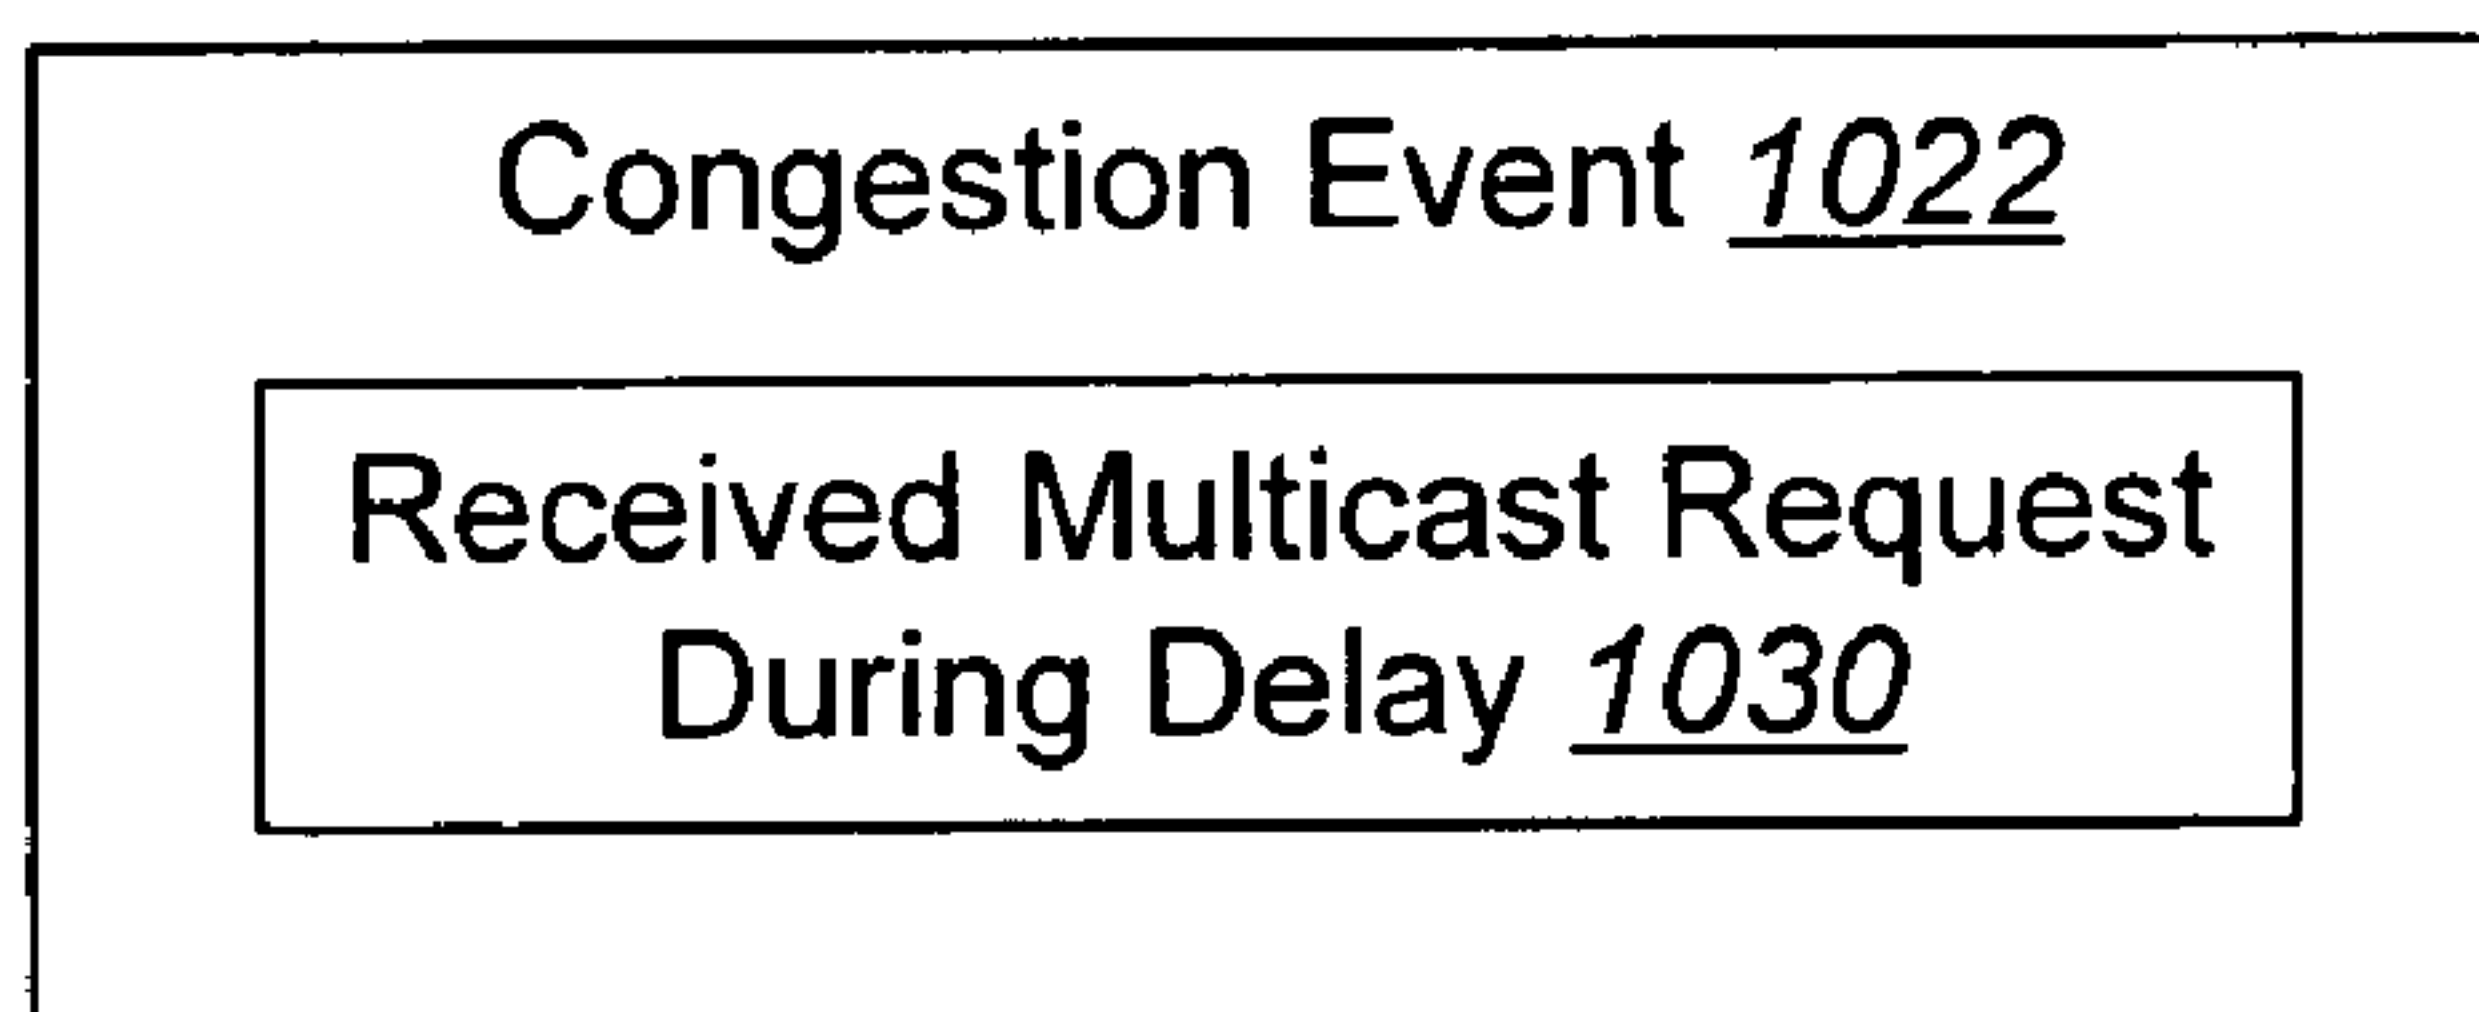 Congestion Event 1022
Received Multicast Request
During Delay 1030